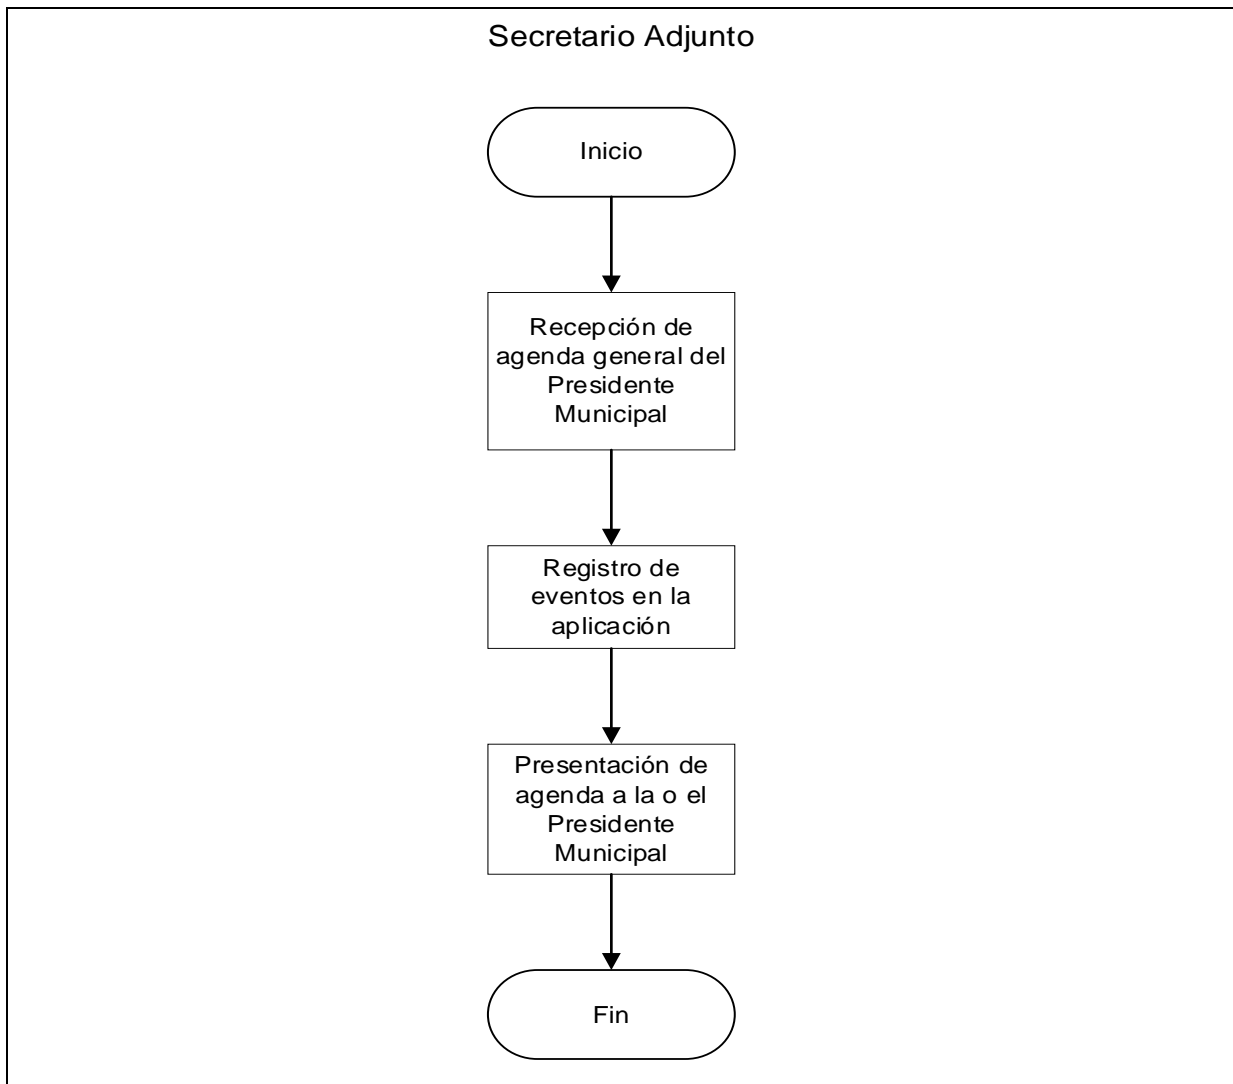 Secretario Adjunto
Inicio
Recepción de
agenda general del
Presidente
Municipal
Registro de
eventos en la
aplicación
Presentación de
agenda a la o el
Presidente
Municipal
Fin